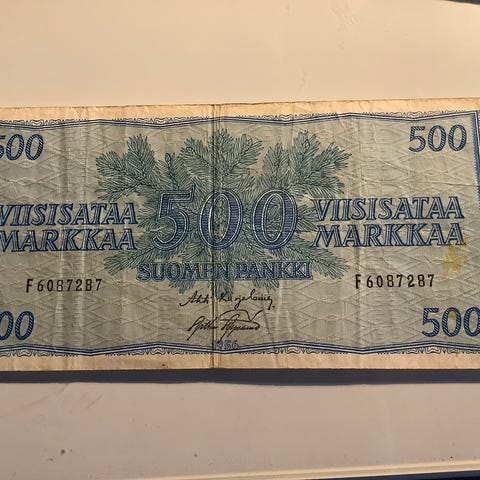 500 500
VIISISATAA 500 VIISISATAA
MARKKAA MARKKAA
SUOMEN PANKKI
F6087287 F6087287
1956
500 500